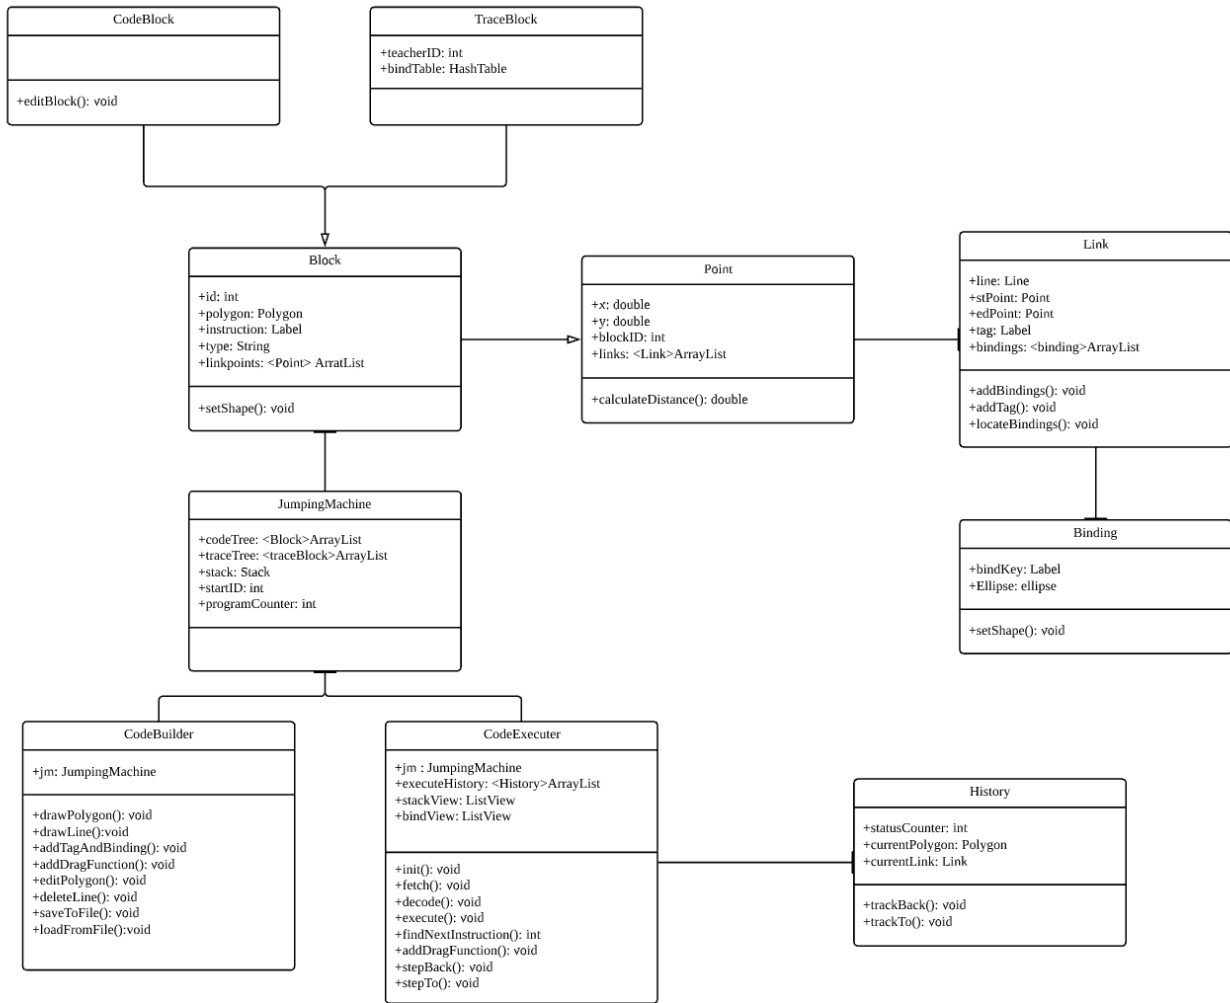 CodeBlock
+editBlock(): void
TraceBlock
+teacherID: int
+bindTable: HashTable
Block
+id: int
+polygon: Polygon
+instruction: Label
+type: String
+linkpoints: <Point> ArratList
+setShape(): void
Point
+x: double
+y: double
+blockID: int
+links: <Link>ArrayList
+calculateDistance(): double
Link
+line: Line
+stPoint: Point
+edPoint: Point
+tag: Label
+bindings: <binding>ArrayList
+addBindings(): void
+addTag(): void
+locateBindings(): void
JumpingMachine
+codeTree: <Block>ArrayList
+traceTree: <traceBlock>ArrayList
+stack: Stack
+startID: int
+programCounter: int
Binding
+bindKey: Label
+Ellipse: ellipse
+setShape(): void
CodeBuilder
+jm: JumpingMachine
+drawPolygon(): void
+drawLine():void
+addTagAndBinding(): void
+addDragFunction(): void
+editPolygon(): void
+deleteLine(): void
+saveToFile(): void
+loadFromFile():void
CodeExecuter
+jm : JumpingMachine
+executeHistory: <History>ArrayList
+stackView: ListView
+bindView: ListView
+init(): void
+fetch(): void
+decode(): void
+execute(): void
+findNextInstruction(): int
+addDragFunction(): void
+stepBack(): void
+stepTo(): void
History
+statusCounter: int
+currentPolygon: Polygon
+currentLink: Link
+trackBack(): void
+trackTo(): void